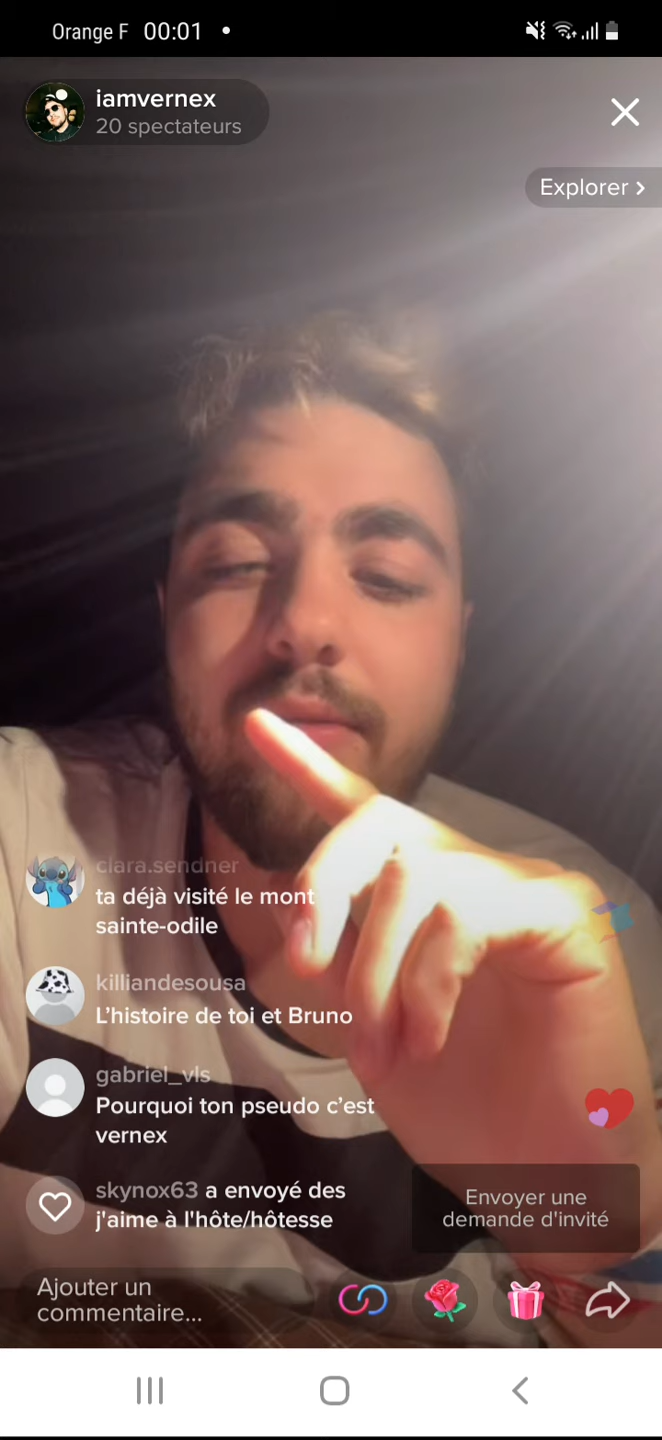 Orange F 00:01
iamvernex
20 spectateurs
Explorer
clara.sendner
ta déjà visité le mont
sainte-odile
killiandesousa
L'histoire de toi et Bruno
gabriel_vls
Pourquoi ton pseudo c'est
vernex
skynox63 a envoyé des
j'aime à l'hôte/hôtesse
Envoyer une
demande d'invité
Ajouter un
commentaire...